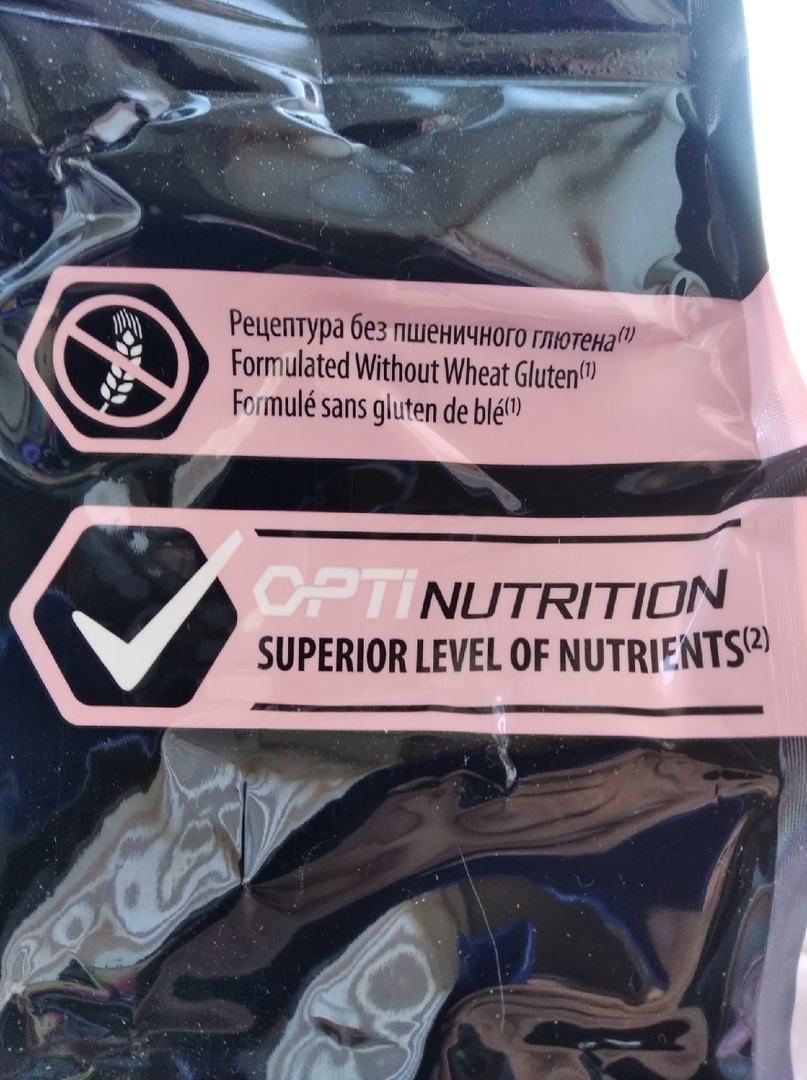 Рецептура без пшеничного глютена(1)
Formulated Without Wheat Gluten(1)
Formulé sans gluten de blé(1)
OPTiNUTRITION
SUPERIOR LEVEL OF NUTRIENTS(2)